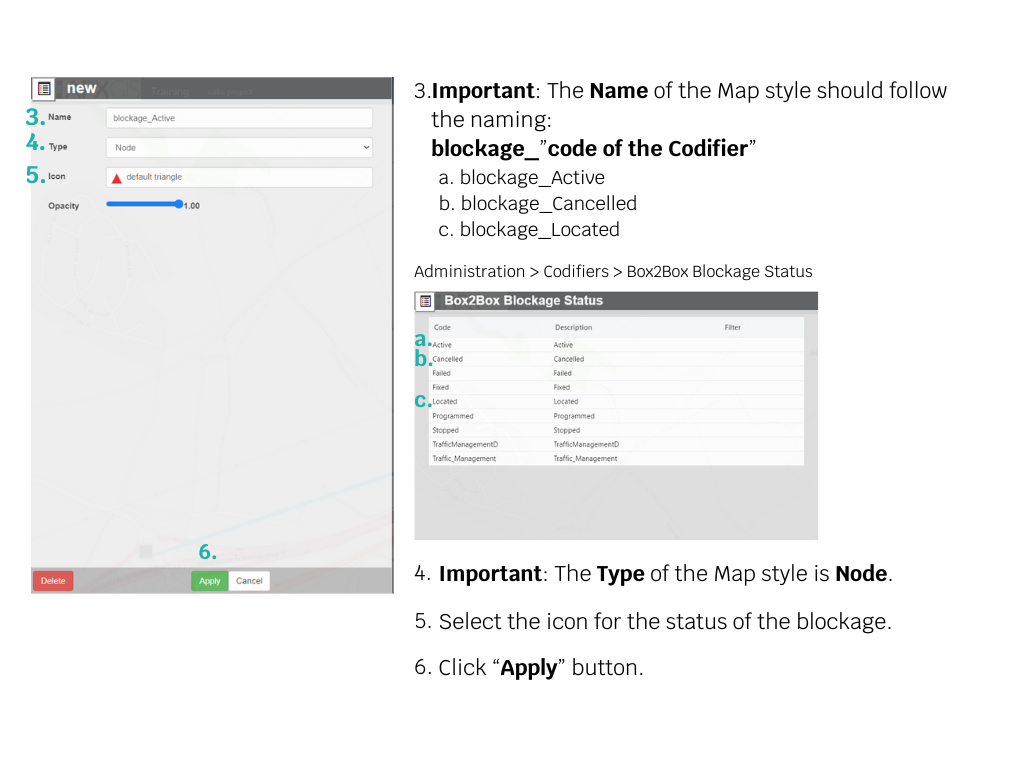 new
3. Name
blockage_Active
4. Type
Node
5. Icon
default triangle
Opacity
1.00
6.
Delete
Apply
Cancel
3.Important: The Name of the Map style should follow
the naming:
blockage_”code of the Codifier”
a. blockage_Active
b. blockage_Cancelled
c. blockage_Located
Administration > Codifiers > Box2Box Blockage Status
Box2Box Blockage Status
Code Description Filter
a. Active Active
b. Cancelled Cancelled
Failed Failed
Fixed Fixed
c. Located Located
Programmed Programmed
Stopped Stopped
TrafficManagementD TrafficManagementD
Traffic_Management Traffic_Management
4. Important: The Type of the Map style is Node.
5. Select the icon for the status of the blockage.
6. Click “Apply” button.